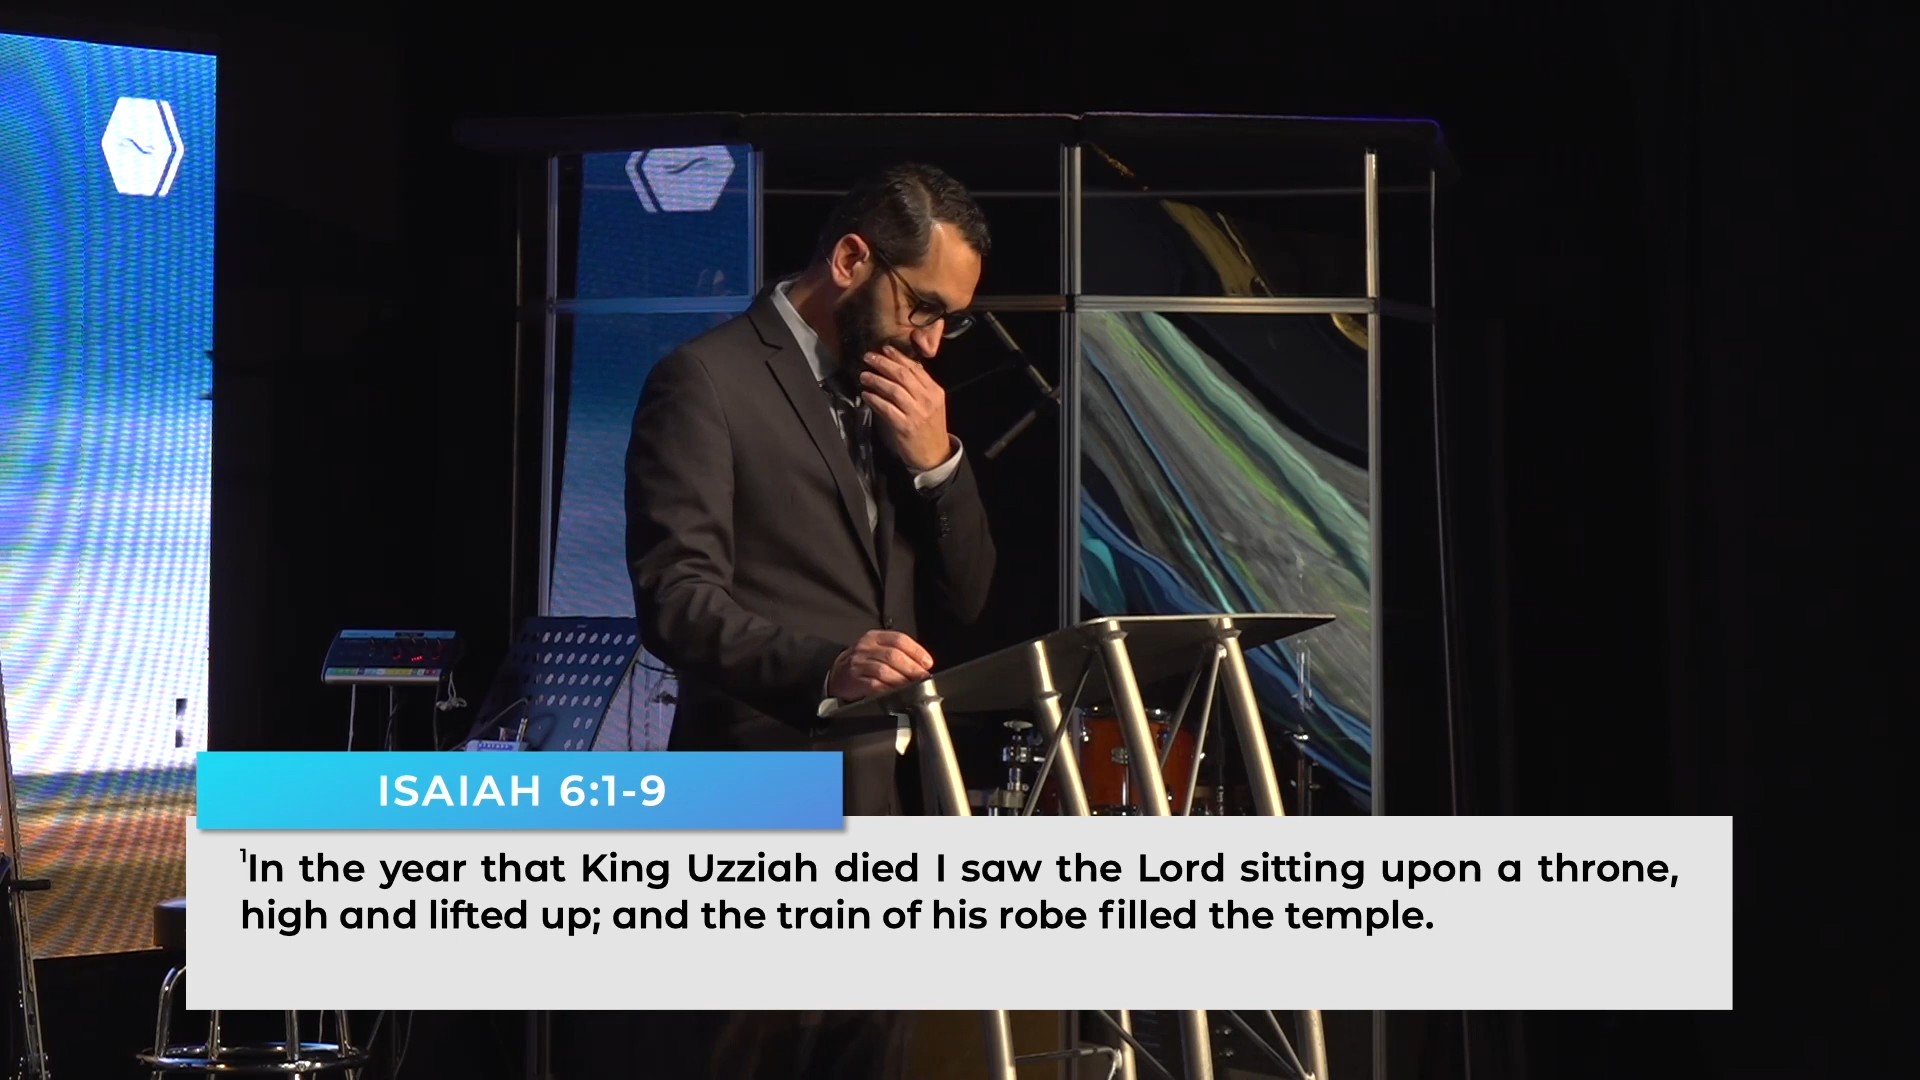 ISAIAH 6:1-9
¹In the year that King Uzziah died I saw the Lord sitting upon a throne,
high and lifted up; and the train of his robe filled the temple.